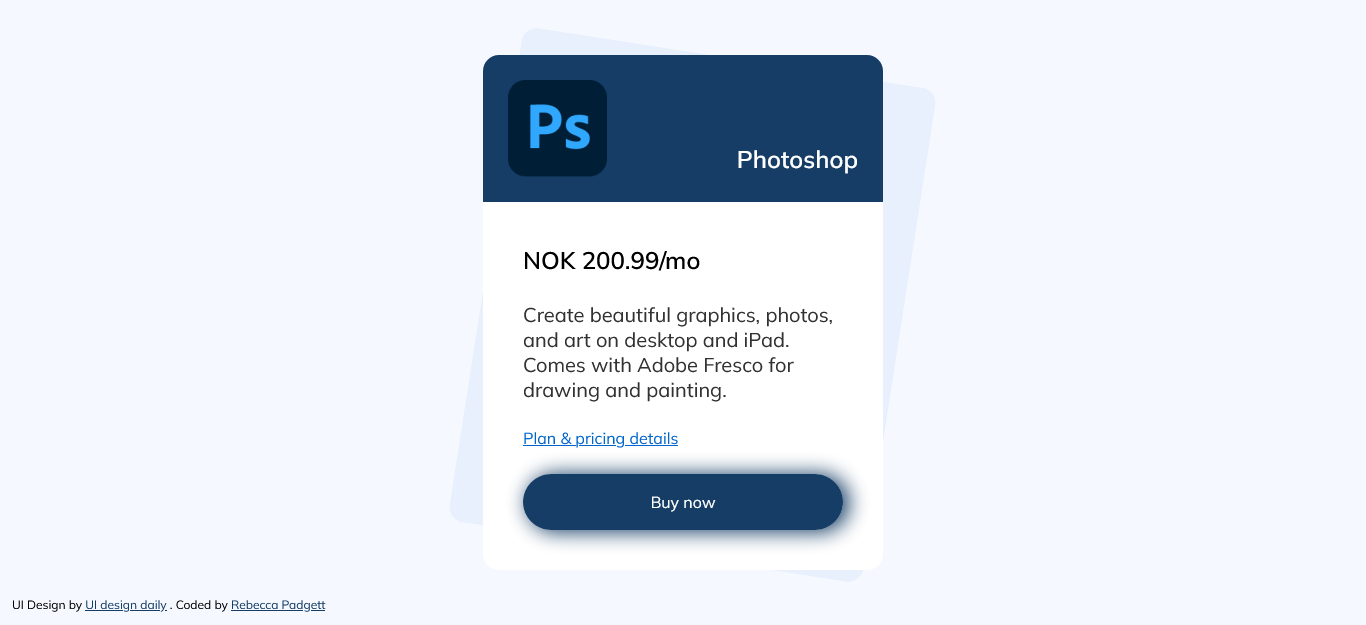 Ps
Photoshop
NOK 200.99/mo
Create beautiful graphics, photos,
and art on desktop and iPad.
Comes with Adobe Fresco for
drawing and painting.
Plan & pricing details
Buy now
UI Design by UI design daily . Coded by Rebecca Padgett